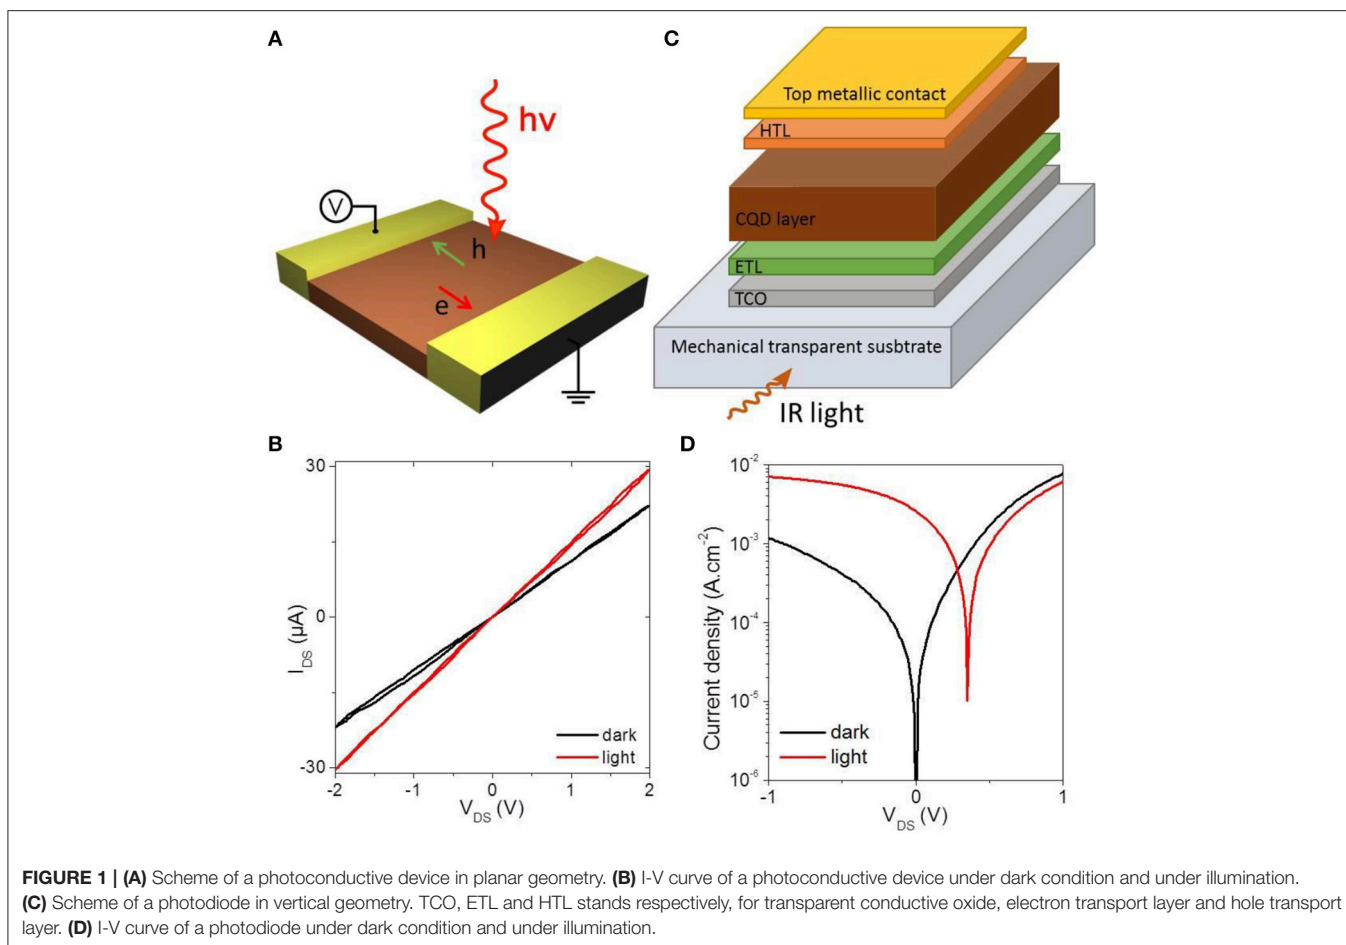 A
hν
V
h
e
C
Top metallic contact
HTL
CQD layer
ETL
TCO
Mechanical transparent susbtrate
IR light
B
30
0
-30
I_DS (µA)
-2
-1
0
1
2
V_DS (V)
dark
light
D
10^-2
10^-3
10^-4
10^-5
10^-6
Current density (A.cm^-2)
-1
0
1
V_DS (V)
dark
light
FIGURE 1 | (A) Scheme of a photoconductive device in planar geometry. (B) I-V curve of a photoconductive device under dark condition and under illumination.
(C) Scheme of a photodiode in vertical geometry. TCO, ETL and HTL stands respectively, for transparent conductive oxide, electron transport layer and hole transport
layer. (D) I-V curve of a photodiode under dark condition and under illumination.